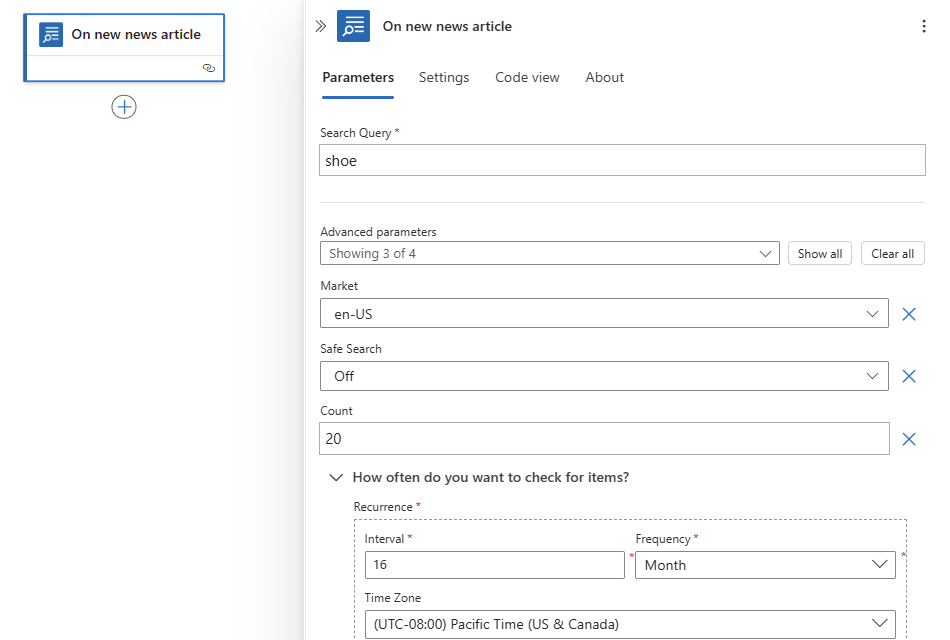 On new news article
On new news article
Parameters Settings Code view About
Search Query *
shoe
Advanced parameters
Showing 3 of 4 Show all Clear all
Market
en-US
Safe Search
Off
Count
20
How often do you want to check for items?
Recurrence *
Interval * Frequency *
16 * Month *
Time Zone
(UTC-08:00) Pacific Time (US & Canada)